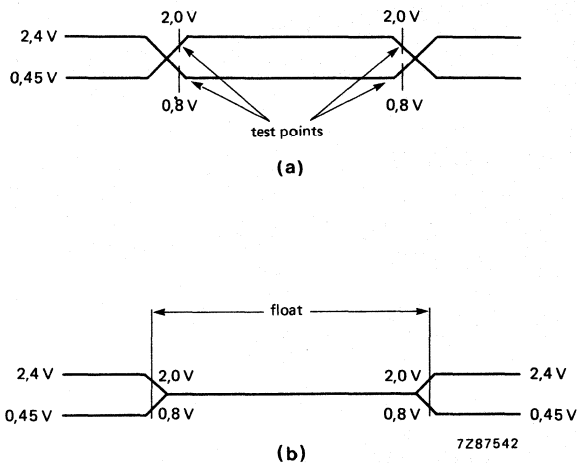 2,0 V 2,0 V
2,4 V
0,45 V
0,8 V 0,8 V
test points
(a)
float
2,4 V 2,0 V 2,0 V 2,4 V
0,45 V 0,8 V 0,8 V 0,45 V
7Z87542
(b)